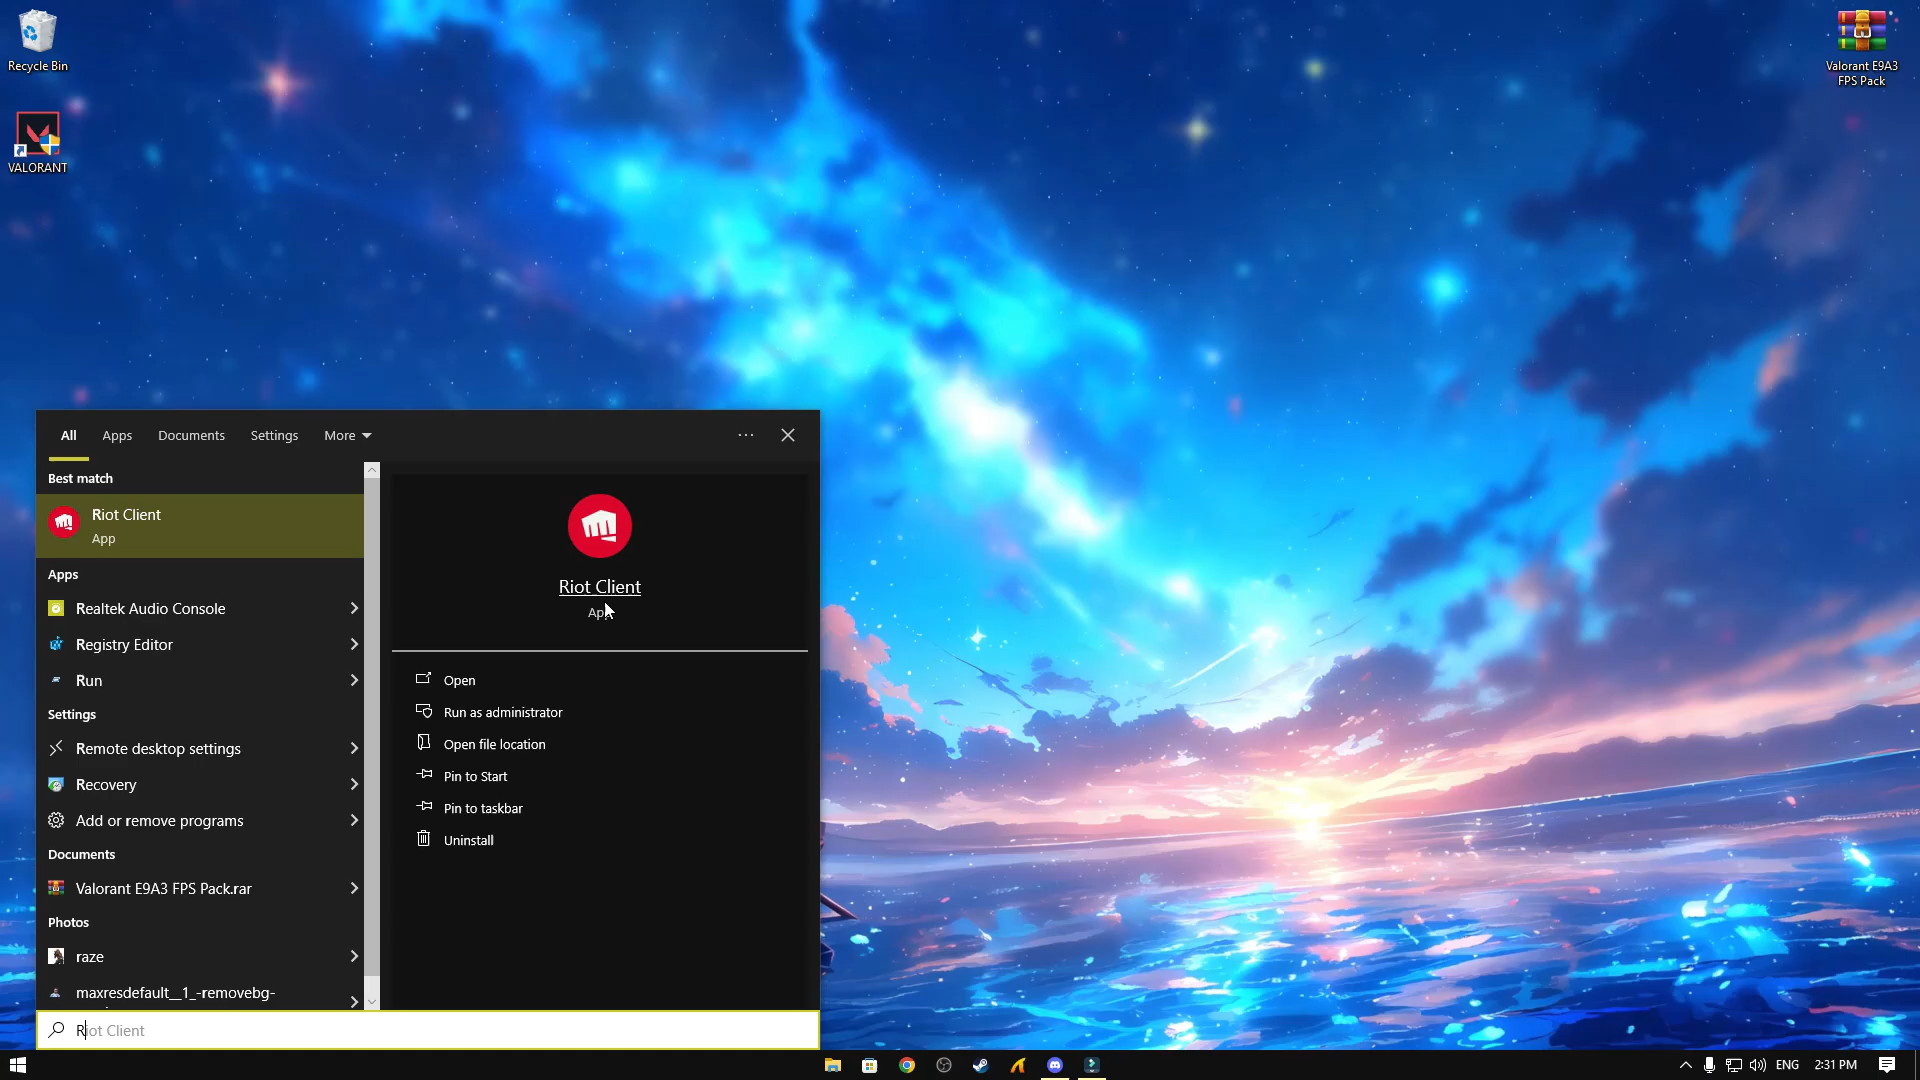 Recycle Bin
VALORANT
Valorant E9A3
FPS Pack
All
Apps
Documents
Settings
More
Best match
Riot Client
App
Apps
Realtek Audio Console
Registry Editor
Run
Settings
Remote desktop settings
Recovery
Add or remove programs
Documents
Valorant E9A3 FPS Pack.rar
Photos
raze
maxresdefault__1_-removebg-
Riot Client
App
Open
Run as administrator
Open file location
Pin to Start
Pin to taskbar
Uninstall
Riot Client
ENG
2:31 PM